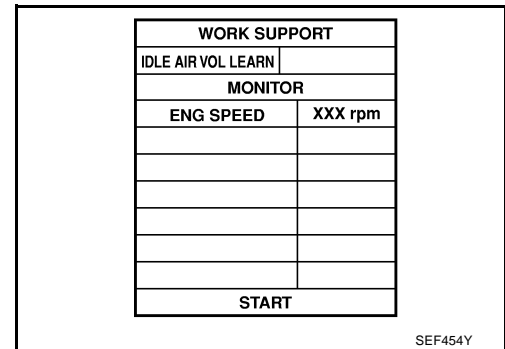 WORK SUPPORT
IDLE AIR VOL LEARN
MONITOR
ENG SPEED XXX rpm
START
SEF454Y